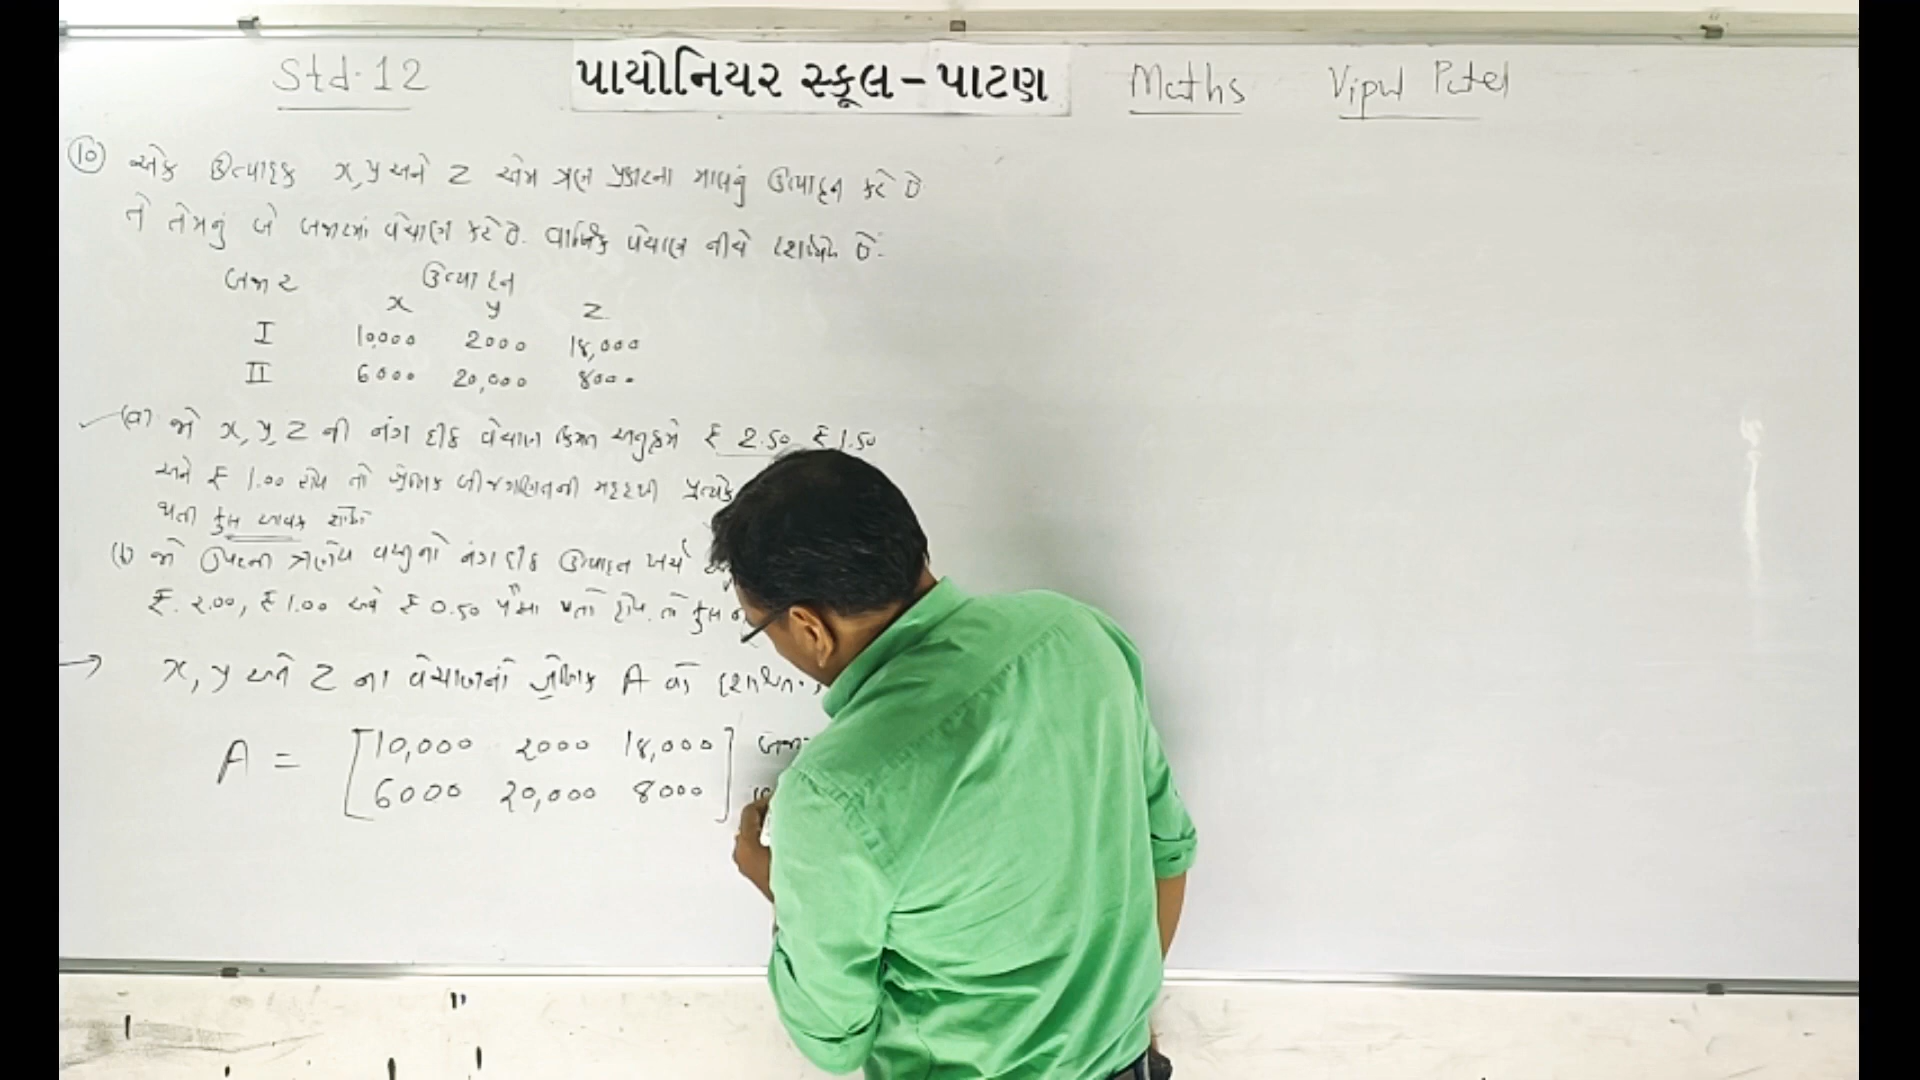 Std-12
પાયોનિયર સ્કૂલ – પાટણ
Maths
Vipul Patel
(10) એક ઉત્પાદક x, y અને z એમ ત્રણ પ્રકારના માલનું ઉત્પાદન કરે છે
ને તેમનું બે બજારમાં વેચાણ કરે છે. વાર્ષિક વેચાણ નીચે દર્શાવેલ છે:
બજાર ઉત્પાદન
x y z
I 10,000 2000 18,000
II 6000 20,000 8000
(a) જો x, y, z ની નંગ દીઠ વેચાણ કિંમત અનુક્રમે ₹ 2.50 ₹ 1.50
અને ₹ 1.00 હોય તો શ્રેણિક બીજગણિતની મદદથી પ્રત્યેક
થતી કુલ આવક શોધો
(b) જો ઉપરની ત્રણેય વસ્તુનો નંગ દીઠ ઉત્પાદન ખર્ચ
₹. 2.00, ₹ 1.00 અને ₹ 0.50 પૈસા થતો હોય તો કુલ
→ x, y અને z ના વેચાણનો શ્રેણિક A વડે
A = [10,000 2000 18,000
6000 20,000 8000]